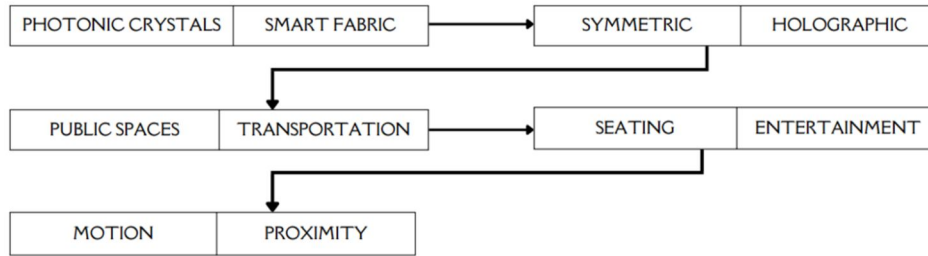 PHOTONIC CRYSTALS SMART FABRIC SYMMETRIC HOLOGRAPHIC
PUBLIC SPACES TRANSPORTATION SEATING ENTERTAINMENT
MOTION PROXIMITY